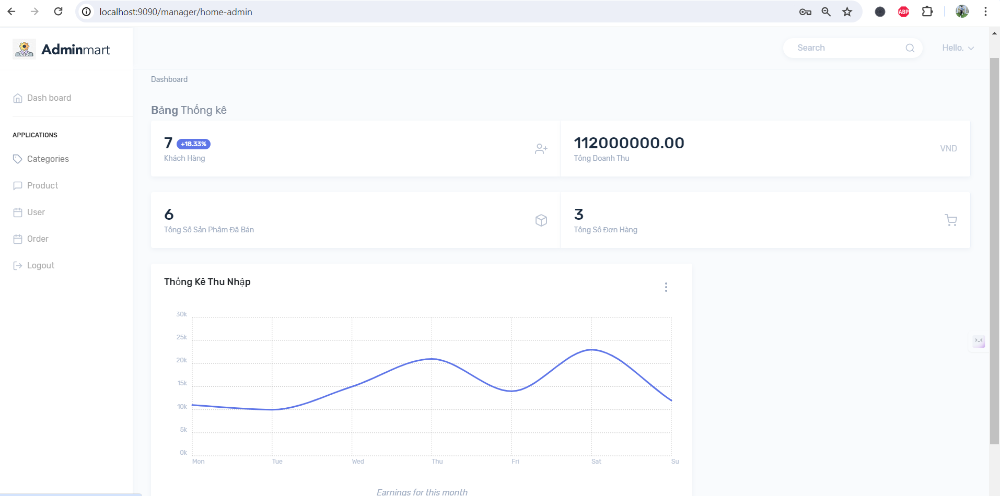 localhost:9090/manager/home-admin
ABP
Adminmart
Search
Hello,
Dashboard
Dash board
Bảng Thống kê
APPLICATIONS
Categories
Product
User
Order
Logout
7 +18.33%
Khách Hàng
112000000.00
Tổng Doanh Thu
VND
6
Tổng Số Sản Phẩm Đã Bán
3
Tổng Số Đơn Hàng
Thống Kê Thu Nhập
30k
25k
20k
15k
10k
5k
0k
Mon Tue Wed Thu Fri Sat Su
Earnings for this month